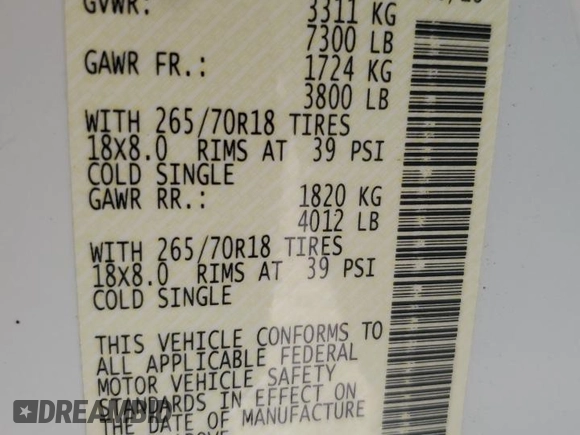 GVWR: 3311 KG
7300 LB
GAWR FR.: 1724 KG
3800 LB
WITH 265/70R18 TIRES
18X8.0 RIMS AT 39 PSI
COLD SINGLE
GAWR RR.: 1820 KG
4012 LB
WITH 265/70R18 TIRES
18X8.0 RIMS AT 39 PSI
COLD SINGLE
THIS VEHICLE CONFORMS TO
ALL APPLICABLE FEDERAL
MOTOR VEHICLE SAFETY
STANDARDS IN EFFECT ON
THE DATE OF MANUFACTURE
DREAMBID